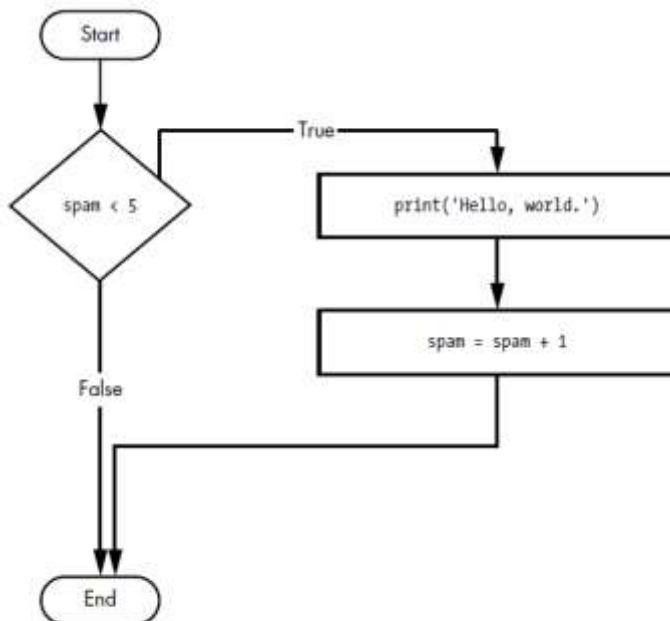 Start
True
spam < 5
print('Hello, world.')
spam = spam + 1
False
End